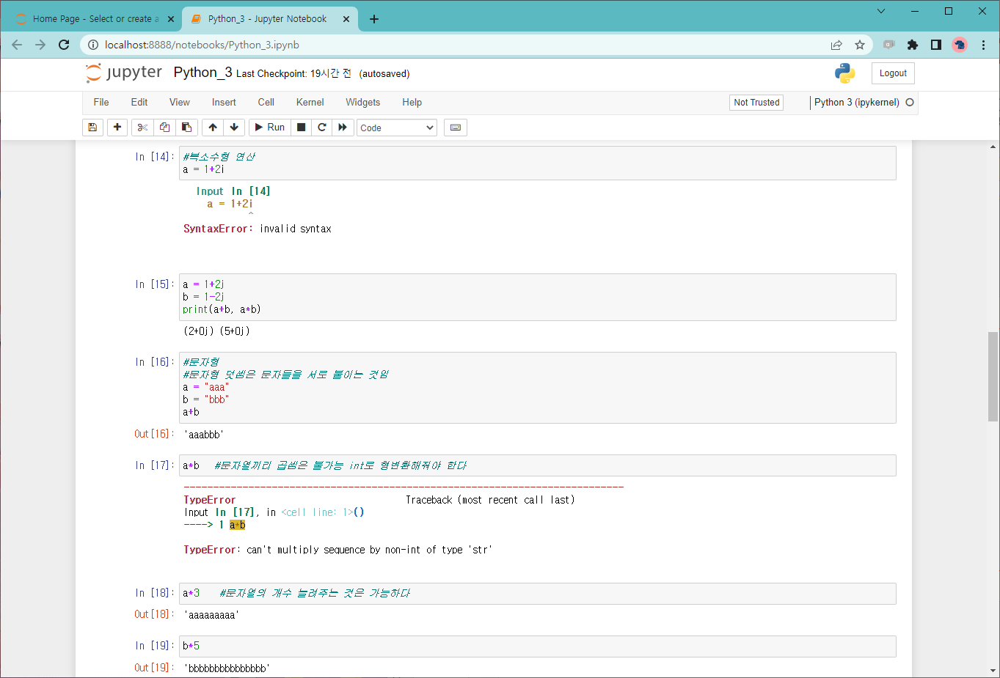 Home Page - Select or create a
Python_3 - Jupyter Notebook
localhost:8888/notebooks/Python_3.ipynb
jupyter Python_3 Last Checkpoint: 19시간 전 (autosaved)
Logout
File Edit View Insert Cell Kernel Widgets Help
Not Trusted
Python 3 (ipykernel)
Run
Code
In [14]: #복소수형 연산
a = 1+2i
Input In [14]
a = 1+2i
^
SyntaxError: invalid syntax
In [15]: a = 1+2j
b = 1-2j
print(a+b, a*b)
(2+0j) (5+0j)
In [16]: #문자형
#문자형 덧셈은 문자들을 서로 붙이는 것임
a = "aaa"
b = "bbb"
a+b
Out[16]: 'aaabbb'
In [17]: a*b #문자열끼리 곱셈은 불가능 int로 형변환해줘야 한다
---------------------------------------------------------------------------
TypeError Traceback (most recent call last)
Input In [17], in <cell line: 1>()
----> 1 a*b
TypeError: can't multiply sequence by non-int of type 'str'
In [18]: a*3 #문자열의 개수 늘려주는 것은 가능하다
Out[18]: 'aaaaaaaaa'
In [19]: b*5
Out[19]: 'bbbbbbbbbbbbbbb'